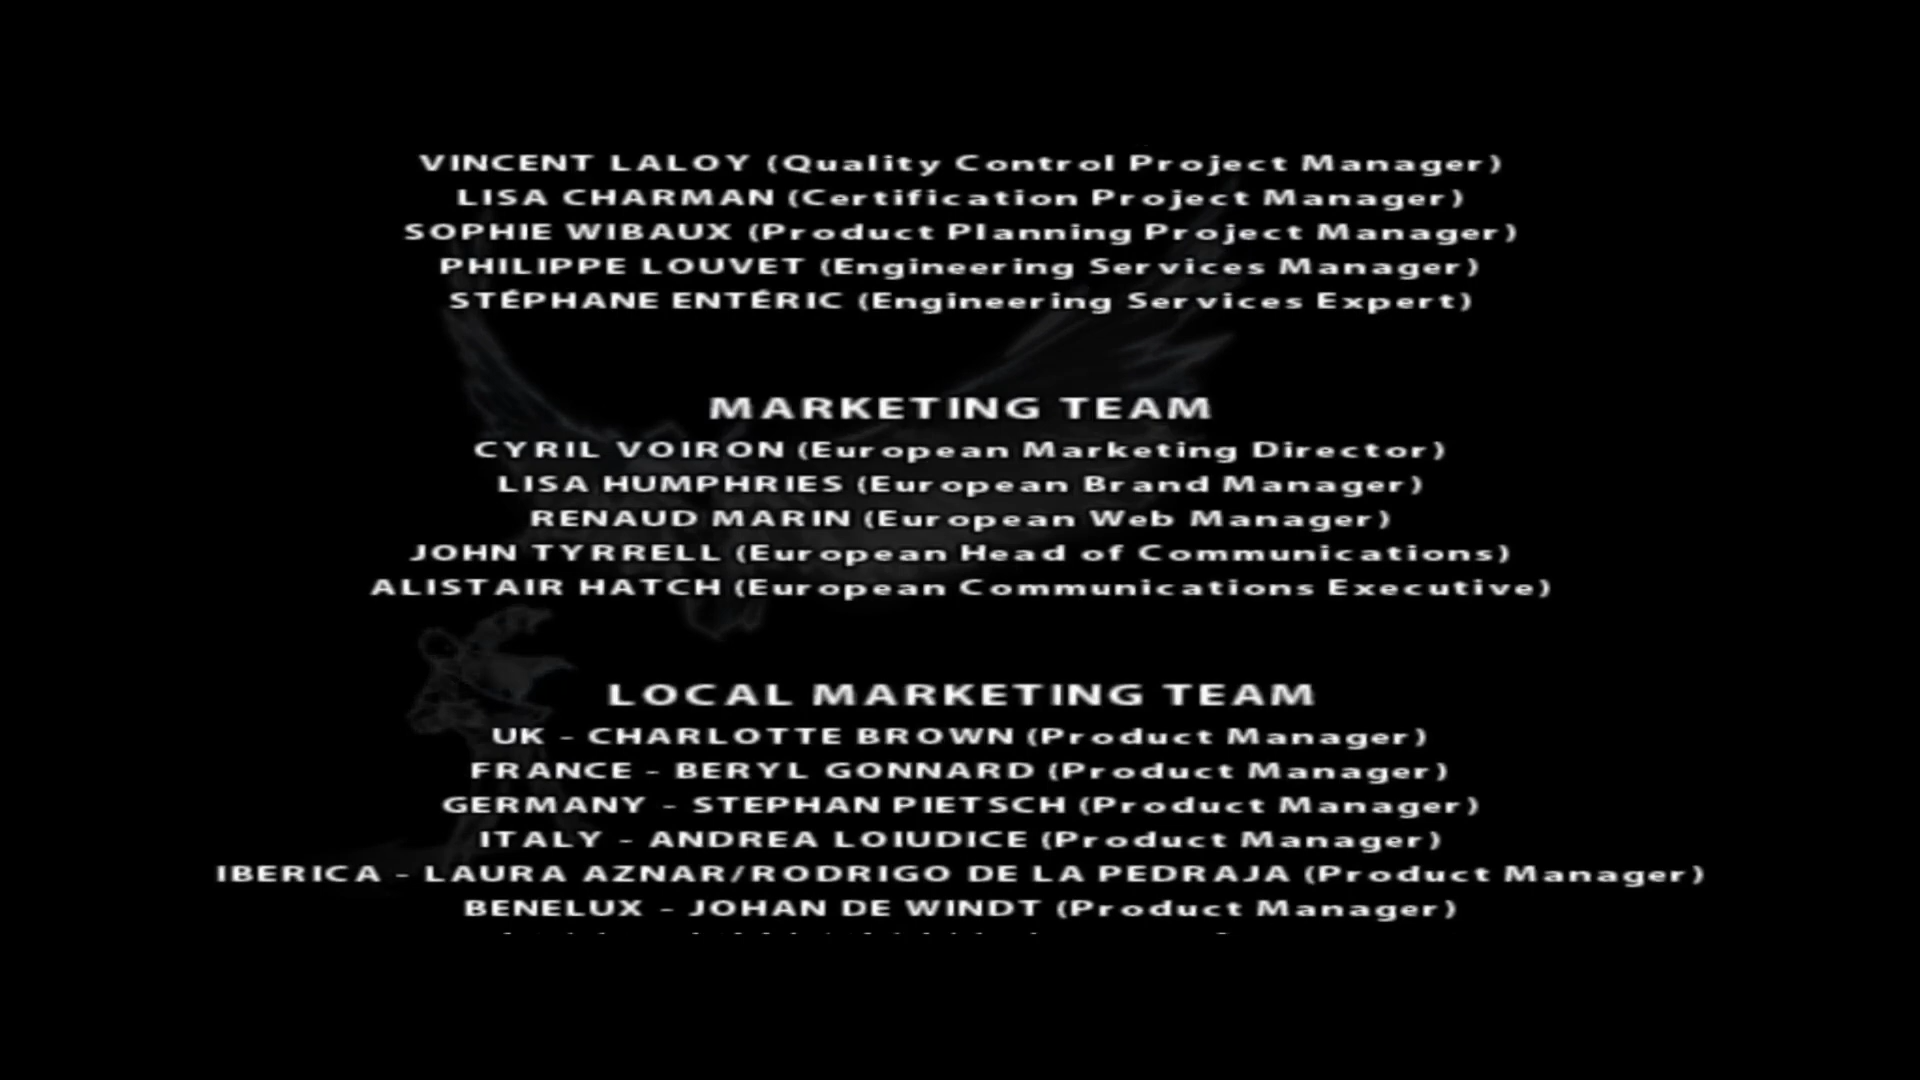 VINCENT LALOY (Quality Control Project Manager)
LISA CHARMAN (Certification Project Manager)
SOPHIE WIBAUX (Product Planning Project Manager)
PHILIPPE LOUVET (Engineering Services Manager)
STÉPHANE ENTÉRIC (Engineering Services Expert)
MARKETING TEAM
CYRIL VOIRON (European Marketing Director)
LISA HUMPHRIES (European Brand Manager)
RENAUD MARIN (European Web Manager)
JOHN TYRRELL (European Head of Communications)
ALISTAIR HATCH (European Communications Executive)
LOCAL MARKETING TEAM
UK - CHARLOTTE BROWN (Product Manager)
FRANCE - BERYL GONNARD (Product Manager)
GERMANY - STEPHAN PIETSCH (Product Manager)
ITALY - ANDREA LOIUDICE (Product Manager)
IBERICA - LAURA AZNAR/RODRIGO DE LA PEDRAJA (Product Manager)
BENELUX - JOHAN DE WINDT (Product Manager)